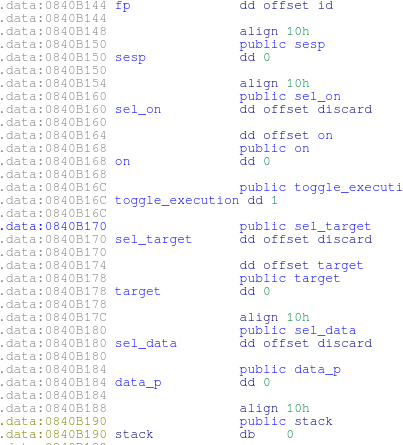 .data:0840B144 fp dd offset id
.data:0840B144
.data:0840B148 align 10h
.data:0840B150 public sesp
.data:0840B150 sesp dd 0
.data:0840B150
.data:0840B154 align 10h
.data:0840B160 public sel_on
.data:0840B160 sel_on dd offset discard
.data:0840B160
.data:0840B164 dd offset on
.data:0840B168 public on
.data:0840B168 on dd 0
.data:0840B168
.data:0840B16C public toggle_executi
.data:0840B16C toggle_execution dd 1
.data:0840B16C
.data:0840B170 public sel_target
.data:0840B170 sel_target dd offset discard
.data:0840B170
.data:0840B174 dd offset target
.data:0840B178 public target
.data:0840B178 target dd 0
.data:0840B178
.data:0840B17C align 10h
.data:0840B180 public sel_data
.data:0840B180 sel_data dd offset discard
.data:0840B180
.data:0840B184 public data_p
.data:0840B184 data_p dd 0
.data:0840B184
.data:0840B188 align 10h
.data:0840B190 public stack
.data:0840B190 stack db 0